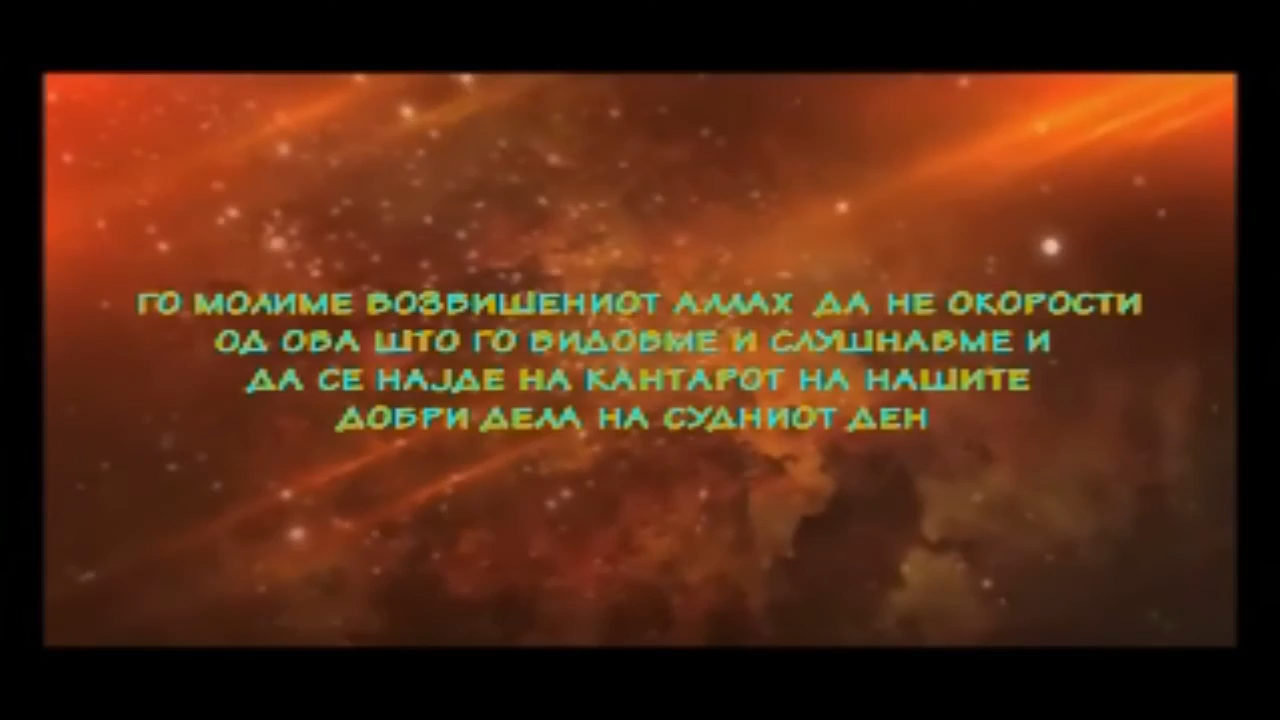 ГО МОЛИМЕ ВОЗВИШЕНИОТ АЛЛАХ ДА НЕ ОКОРОСТИ
ОД ОВА ШТО ГО ВИДОВМЕ И СЛУШНАВМЕ И
ДА СЕ НАЈДЕ НА КАНТАРОТ НА НАШИТЕ
ДОБРИ ДЕЛА НА СУДНИОТ ДЕН